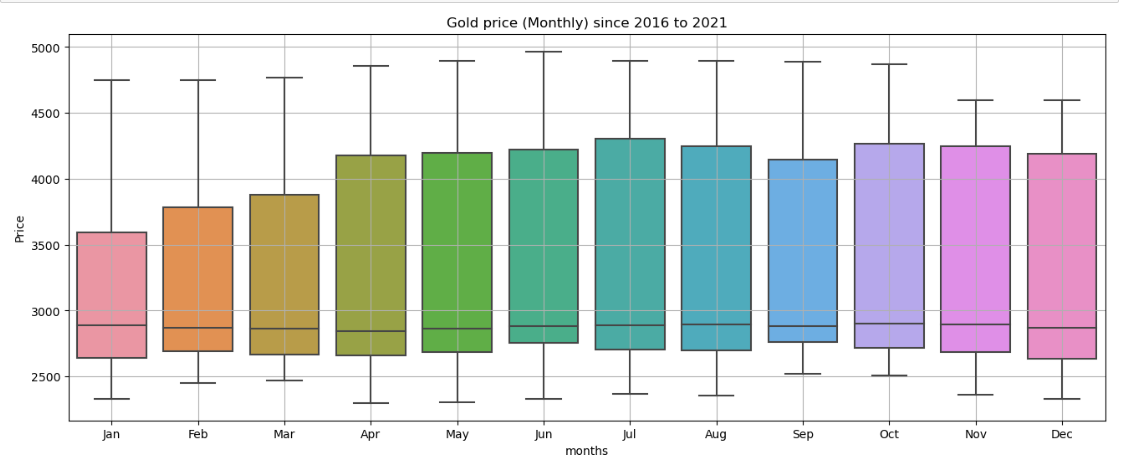 Gold price (Monthly) since 2016 to 2021
5000
4500
4000
3500
3000
2500
Price
Jan Feb Mar Apr May Jun Jul Aug Sep Oct Nov Dec
months